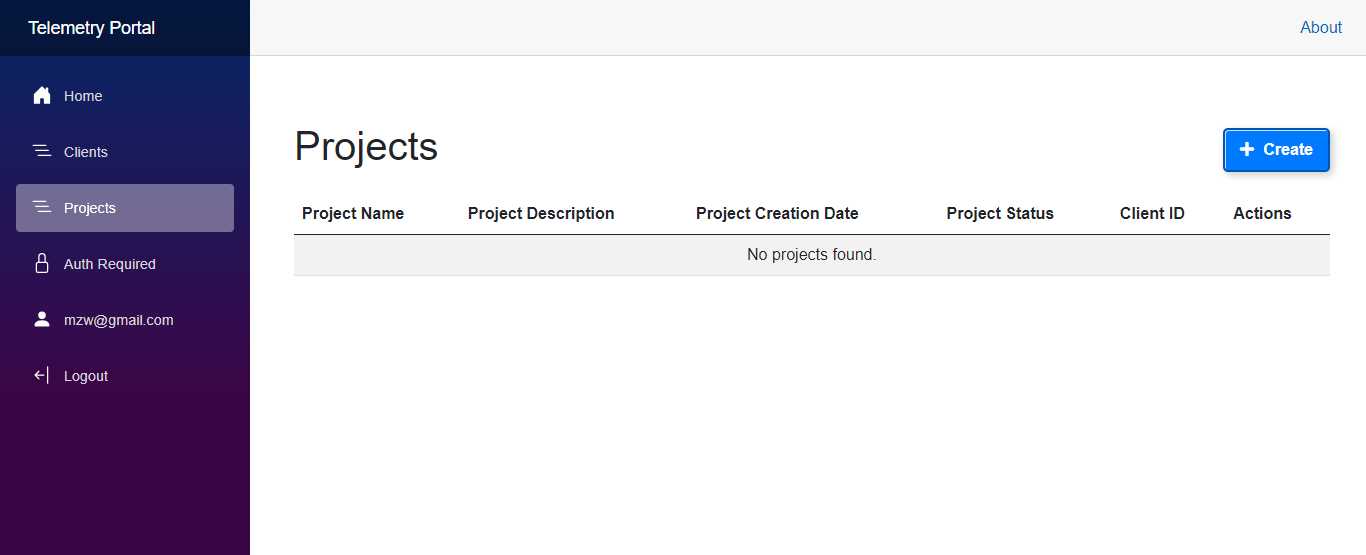 Telemetry Portal
About
Home
Clients
Projects
Auth Required
mzw@gmail.com
Logout
Projects
Create
Project Name Project Description Project Creation Date Project Status Client ID Actions
No projects found.